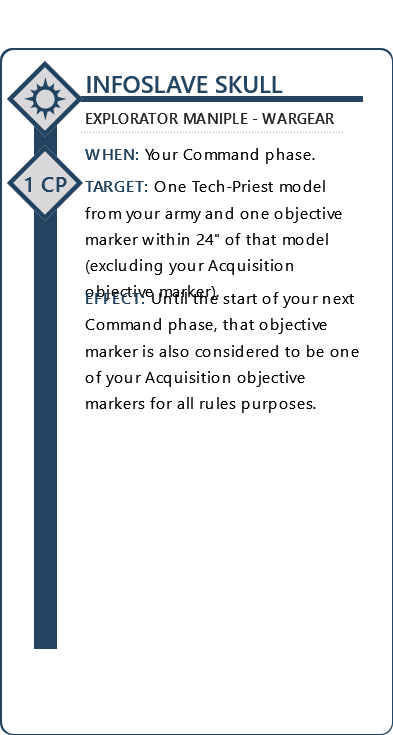 INFOSLAVE SKULL
EXPLORATOR MANIPLE - WARGEAR
WHEN: Your Command phase.
1 CP
TARGET: One Tech-Priest model
from your army and one objective
marker within 24" of that model
(excluding your Acquisition
objective marker).
EFFECT: Until the start of your next
Command phase, that objective
marker is also considered to be one
of your Acquisition objective
markers for all rules purposes.